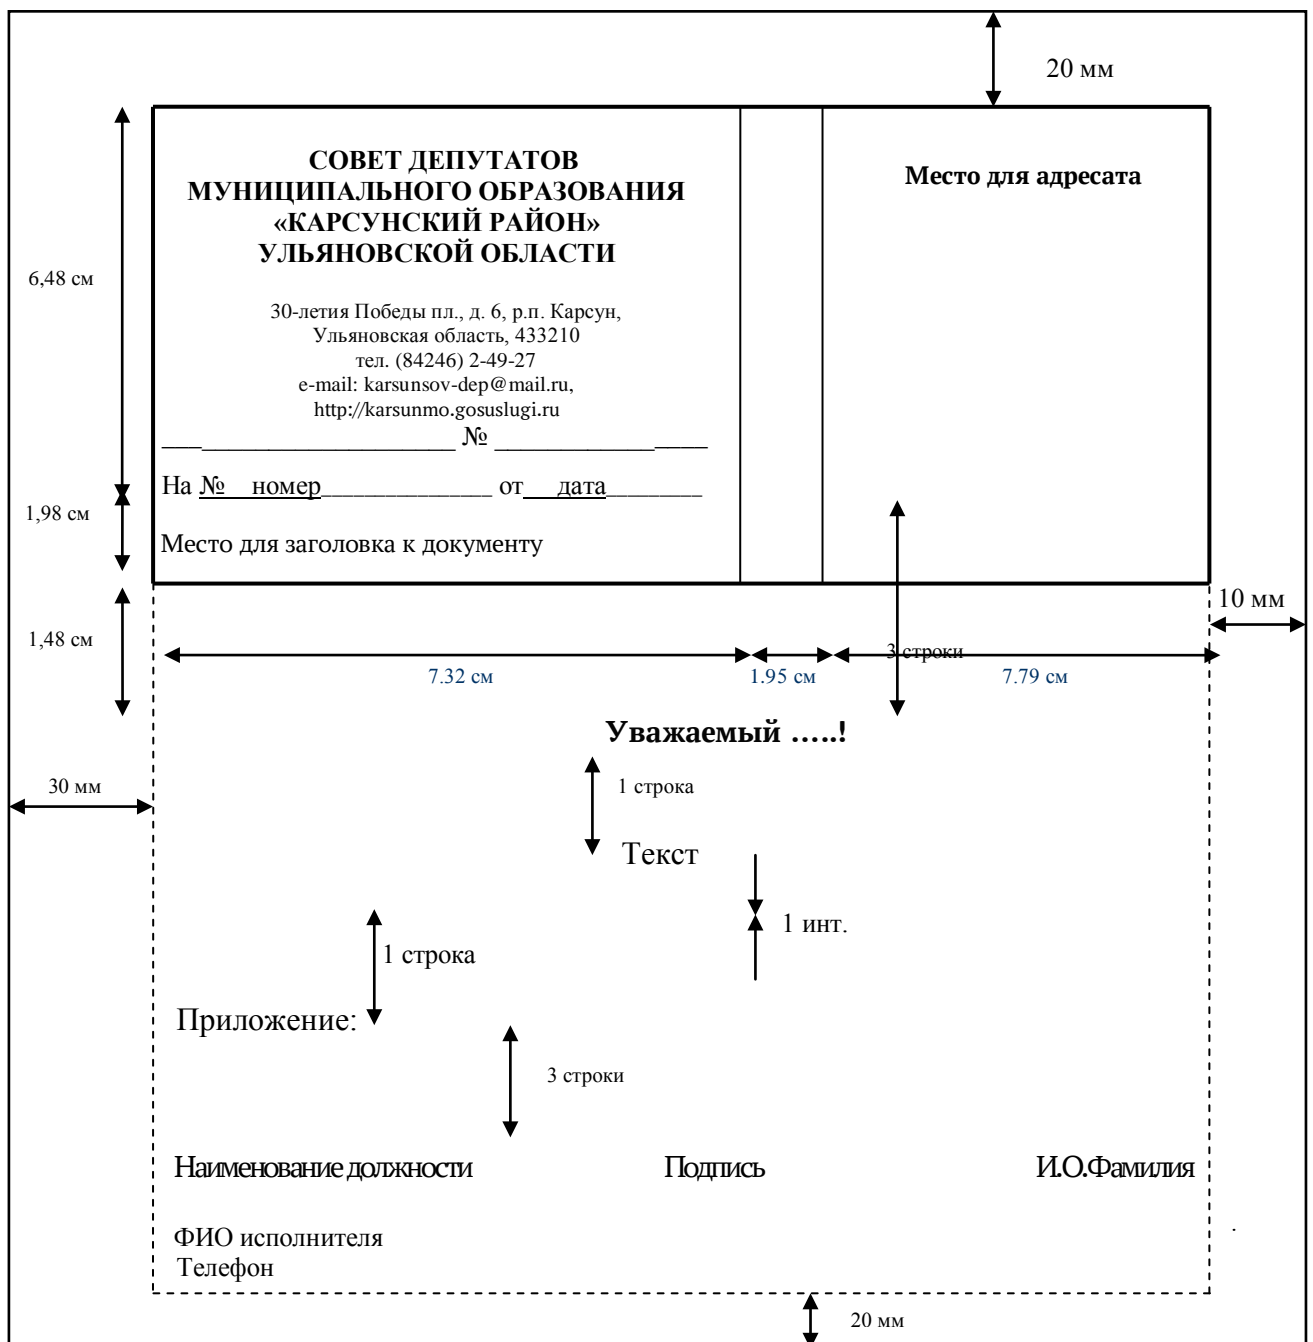 20 мм
СОВЕТ ДЕПУТАТОВ
МУНИЦИПАЛЬНОГО ОБРАЗОВАНИЯ
«КАРСУНСКИЙ РАЙОН»
УЛЬЯНОВСКОЙ ОБЛАСТИ
Место для адресата
6,48 см
30-летия Победы пл., д. 6, р.п. Карсун,
Ульяновская область, 433210
тел. (84246) 2-49-27
e-mail: karsunsov-dep@mail.ru,
http://karsunmo.gosuslugi.ru
______________________ № ________________
На № номер________________ от дата_________
1,98 см
Место для заголовка к документу
10 мм
1,48 см
3 строки
7.32 см 1.95 см 7.79 см
Уважаемый …..!
30 мм
1 строка
Текст
1 инт.
1 строка
Приложение:
3 строки
Наименование должности Подпись И.О.Фамилия
ФИО исполнителя
Телефон
.
20 мм